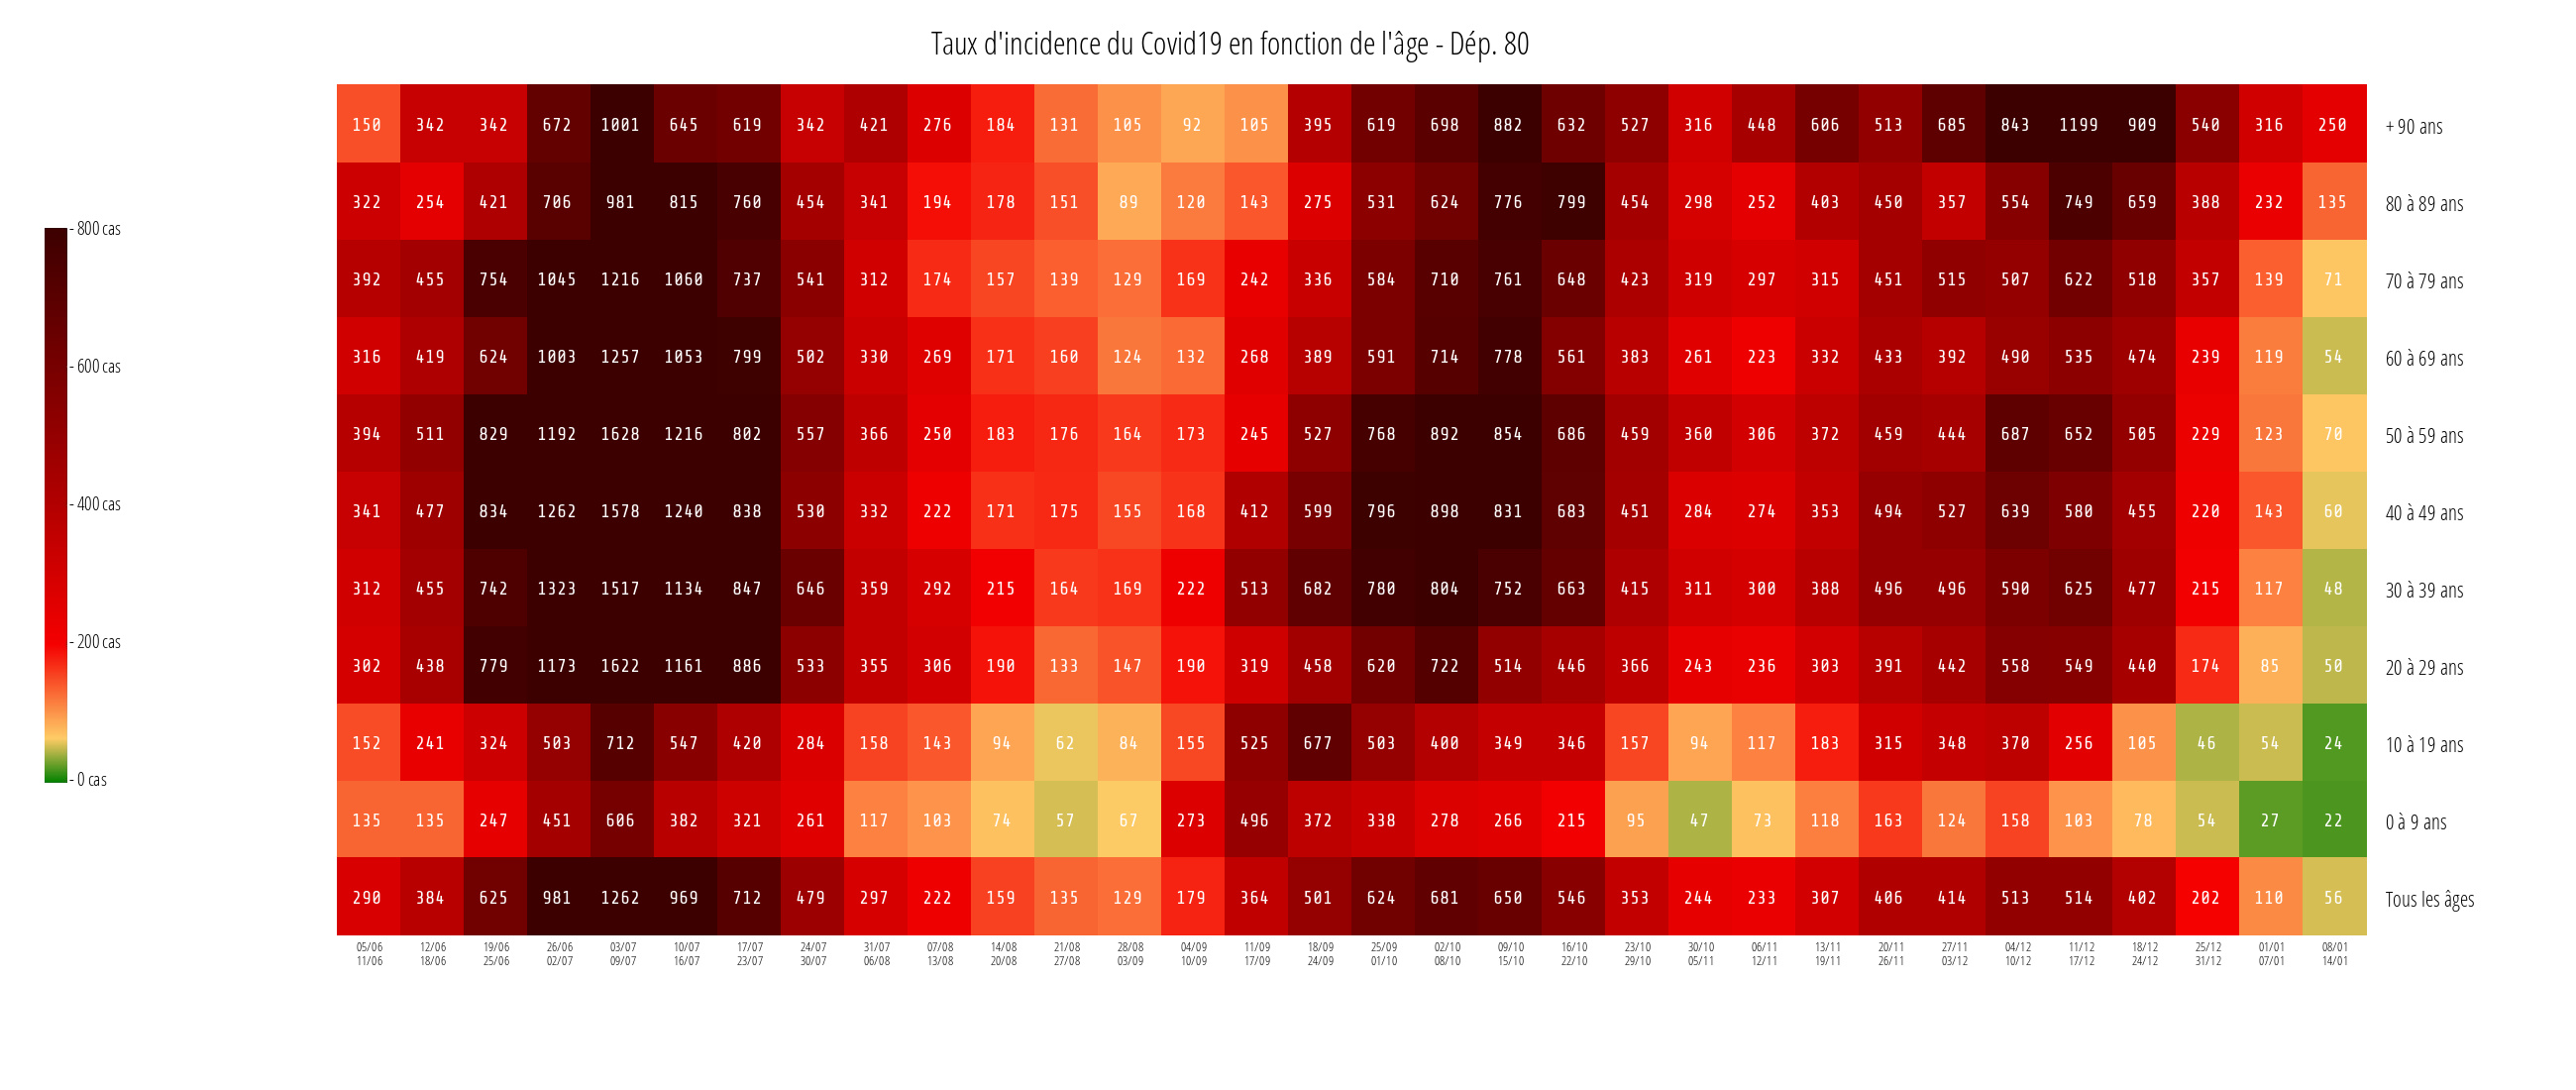 Taux d'incidence du Covid19 en fonction de l'âge - Dép. 80
- 800 cas
- 600 cas
- 400 cas
- 200 cas
- 0 cas
150 342 342 672 1001 645 619 342 421 276 184 131 105 92 105 395 619 698 882 632 527 316 448 606 513 685 843 1199 909 540 316 250 + 90 ans
322 254 421 706 981 815 760 454 341 194 178 151 89 120 143 275 531 624 776 799 454 298 252 403 450 357 554 749 659 388 232 135 80 à 89 ans
392 455 754 1045 1216 1060 737 541 312 174 157 139 129 169 242 336 584 710 761 648 423 319 297 315 451 515 507 622 518 357 139 71 70 à 79 ans
316 419 624 1003 1257 1053 799 502 330 269 171 160 124 132 268 389 591 714 778 561 383 261 223 332 433 392 490 535 474 239 119 54 60 à 69 ans
394 511 829 1192 1628 1216 802 557 366 250 183 176 164 173 245 527 768 892 854 686 459 360 306 372 459 444 687 652 505 229 123 70 50 à 59 ans
341 477 834 1262 1578 1240 838 530 332 222 171 175 155 168 412 599 796 898 831 683 451 284 274 353 494 527 639 580 455 220 143 60 40 à 49 ans
312 455 742 1323 1517 1134 847 646 359 292 215 164 169 222 513 682 780 804 752 663 415 311 300 388 496 496 590 625 477 215 117 48 30 à 39 ans
302 438 779 1173 1622 1161 886 533 355 306 190 133 147 190 319 458 620 722 514 446 366 243 236 303 391 442 558 549 440 174 85 50 20 à 29 ans
152 241 324 503 712 547 420 284 158 143 94 62 84 155 525 677 503 400 349 346 157 94 117 183 315 348 370 256 105 46 54 24 10 à 19 ans
135 135 247 451 606 382 321 261 117 103 74 57 67 273 496 372 338 278 266 215 95 47 73 118 163 124 158 103 78 54 27 22 0 à 9 ans
290 384 625 981 1262 969 712 479 297 222 159 135 129 179 364 501 624 681 650 546 353 244 233 307 406 414 513 514 402 202 110 56 Tous les âges
05/06 12/06 19/06 26/06 03/07 10/07 17/07 24/07 31/07 07/08 14/08 21/08 28/08 04/09 11/09 18/09 25/09 02/10 09/10 16/10 23/10 30/10 06/11 13/11 20/11 27/11 04/12 11/12 18/12 25/12 01/01 08/01
11/06 18/06 25/06 02/07 09/07 16/07 23/07 30/07 06/08 13/08 20/08 27/08 03/09 10/09 17/09 24/09 01/10 08/10 15/10 22/10 29/10 05/11 12/11 19/11 26/11 03/12 10/12 17/12 24/12 31/12 07/01 14/01